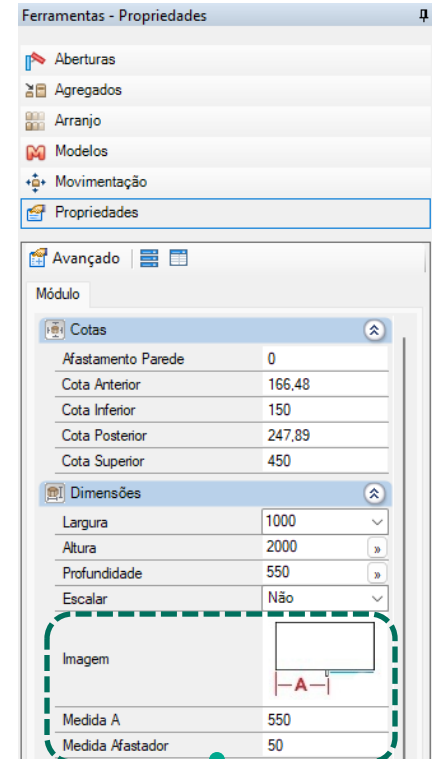 Ferramentas - Propriedades
Aberturas
Agregados
Arranjo
Modelos
Movimentação
Propriedades
Avançado
Módulo
Cotas
Afastamento Parede 0
Cota Anterior 166,48
Cota Inferior 150
Cota Posterior 247,89
Cota Superior 450
Dimensões
Largura 1000
Altura 2000 »
Profundidade 550 »
Escalar Não
Imagem
A
Medida A 550
Medida Afastador 50